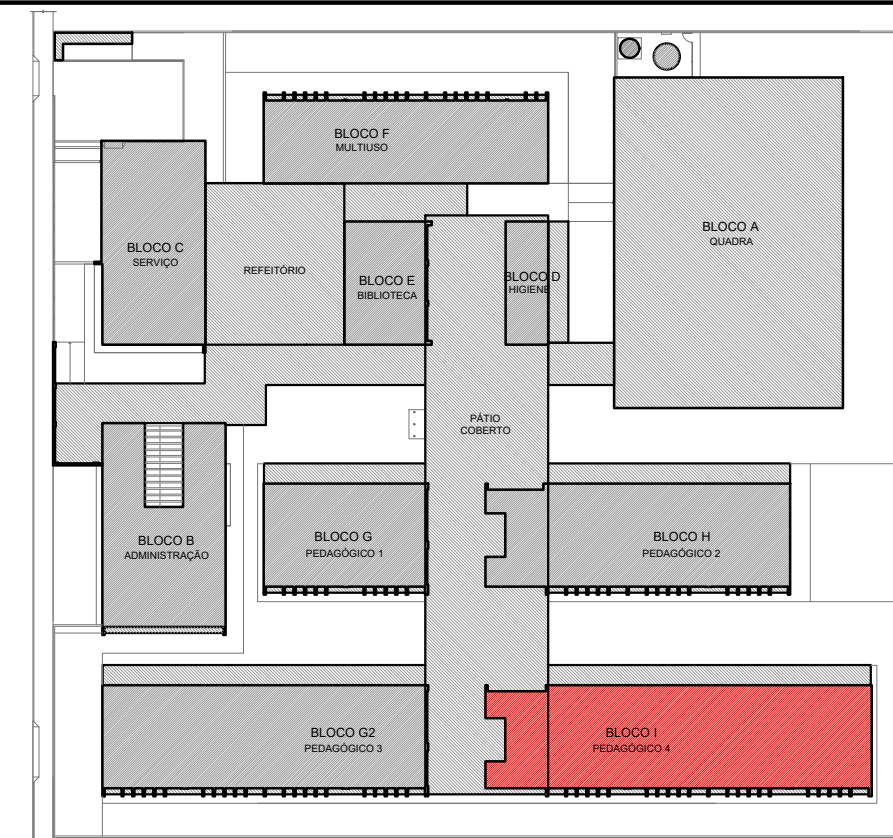 BLOCO F
MULTIUSO
BLOCO A
QUADRA
BLOCO C
SERVIÇO
REFEITÓRIO
BLOCO E
BIBLIOTECA
BLOCO D
HIGIENE
PÁTIO
COBERTO
BLOCO B
ADMINISTRAÇÃO
BLOCO G
PEDAGÓGICO 1
BLOCO H
PEDAGÓGICO 2
BLOCO G2
PEDAGÓGICO 3
BLOCO I
PEDAGÓGICO 4